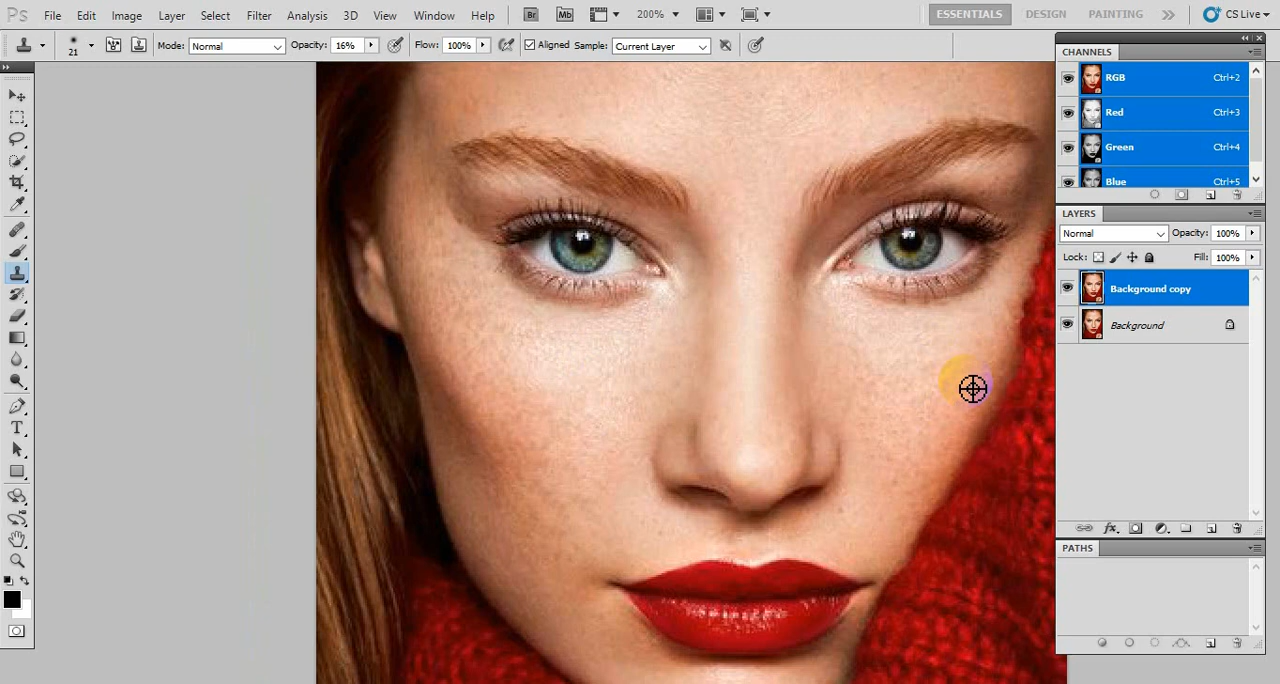 Ps File Edit Image Layer Select Filter Analysis 3D View Window Help Br Mb 200% ESSENTIALS DESIGN PAINTING CS Live
21 Mode: Normal Opacity: 16% Flow: 100% Aligned Sample: Current Layer
CHANNELS
RGB Ctrl+2
Red Ctrl+3
Green Ctrl+4
Blue Ctrl+5
LAYERS
Normal Opacity: 100%
Lock: Fill: 100%
Background copy
Background
fx
PATHS
T